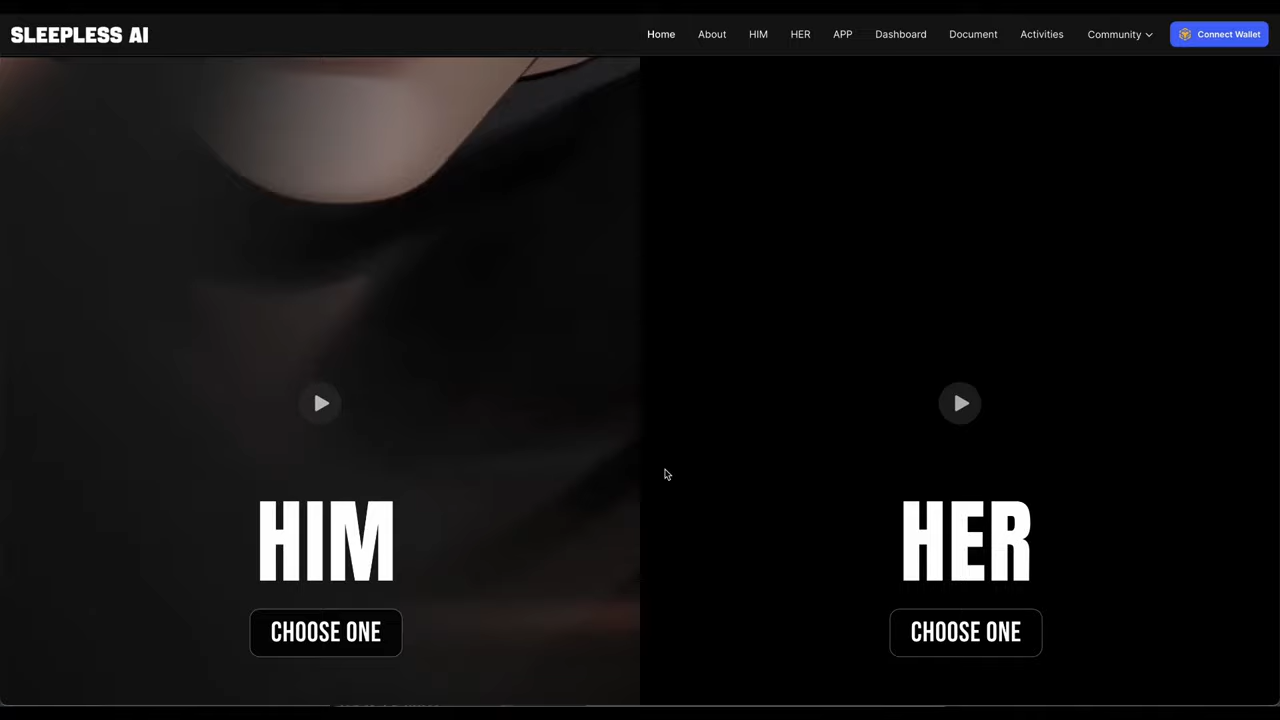 SLEEPLESS AI
Home About HIM HER APP Dashboard Document Activities Community Connect Wallet
HIM
HER
CHOOSE ONE
CHOOSE ONE